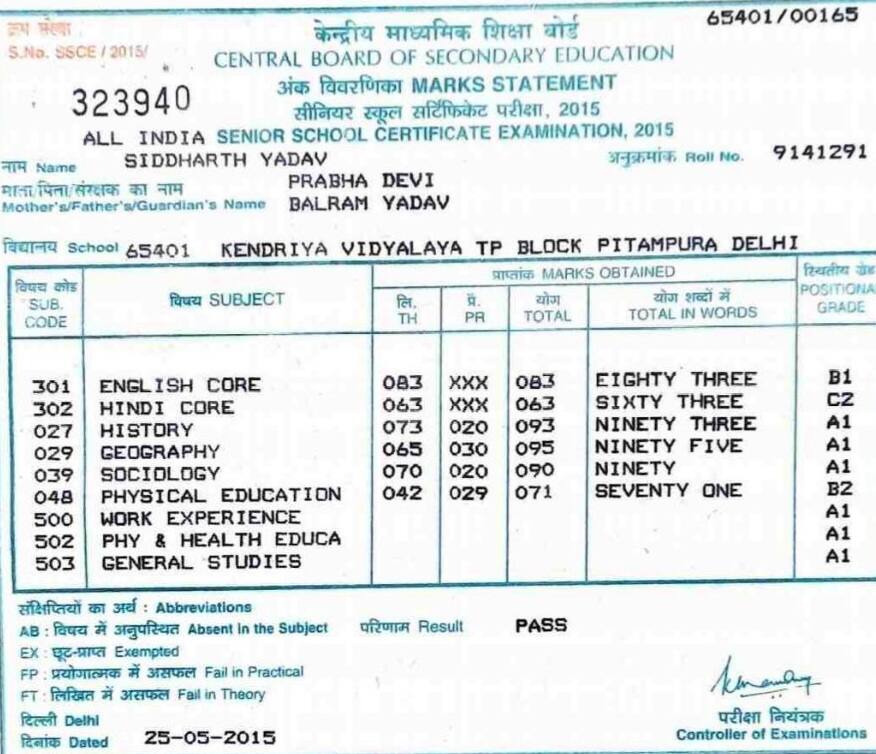 क्रम संख्या 65401/00165
S.No. SSCE / 2015/
केन्द्रीय माध्यमिक शिक्षा बोर्ड
CENTRAL BOARD OF SECONDARY EDUCATION
अंक विवरणिका MARKS STATEMENT
323940
सीनियर स्कूल सर्टिफिकेट परीक्षा, 2015
ALL INDIA SENIOR SCHOOL CERTIFICATE EXAMINATION, 2015
नाम Name SIDDHARTH YADAV अनुक्रमांक Roll No. 9141291
माता/पिता/संरक्षक का नाम PRABHA DEVI
Mother's/Father's/Guardian's Name BALRAM YADAV
विद्यालय School 65401 KENDRIYA VIDYALAYA TP BLOCK PITAMPURA DELHI
विषय कोड SUB. CODE विषय SUBJECT प्राप्तांक MARKS OBTAINED स्थितीय ग्रेड POSITIONA GRADE
लि. TH प्रे. PR योग TOTAL योग शब्दों में TOTAL IN WORDS
301 ENGLISH CORE 083 XXX 083 EIGHTY THREE B1
302 HINDI CORE 063 XXX 063 SIXTY THREE C2
027 HISTORY 073 020 093 NINETY THREE A1
029 GEOGRAPHY 065 030 095 NINETY FIVE A1
039 SOCIOLOGY 070 020 090 NINETY A1
048 PHYSICAL EDUCATION 042 029 071 SEVENTY ONE B2
500 WORK EXPERIENCE A1
502 PHY & HEALTH EDUCA A1
503 GENERAL STUDIES A1
संक्षिप्तियों का अर्थ : Abbreviations
AB : विषय में अनुपस्थित Absent in the Subject परिणाम Result PASS
EX : छूट-प्राप्त Exempted
FP : प्रयोगात्मक में असफल Fail in Practical
FT : लिखित में असफल Fail in Theory
दिल्ली Delhi परीक्षा नियंत्रक
दिनांक Dated 25-05-2015 Controller of Examinations